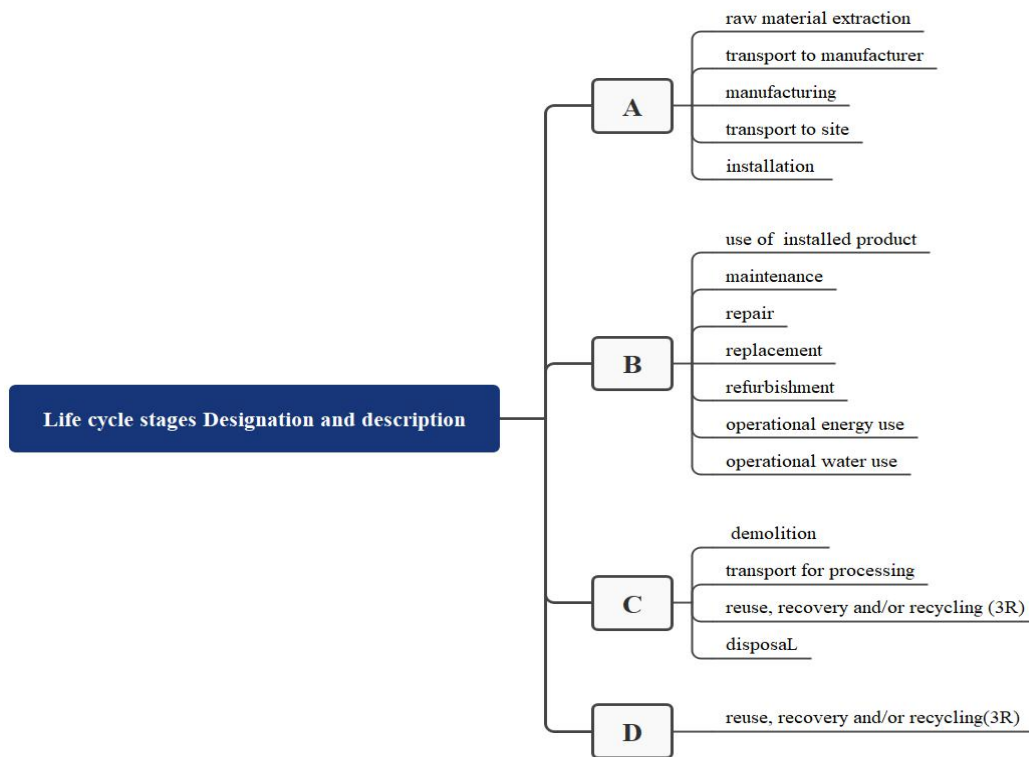 Life cycle stages Designation and description
A
raw material extraction
transport to manufacturer
manufacturing
transport to site
installation
B
use of installed product
maintenance
repair
replacement
refurbishment
operational energy use
operational water use
C
demolition
transport for processing
reuse, recovery and/or recycling (3R)
disposaL
D
reuse, recovery and/or recycling(3R)